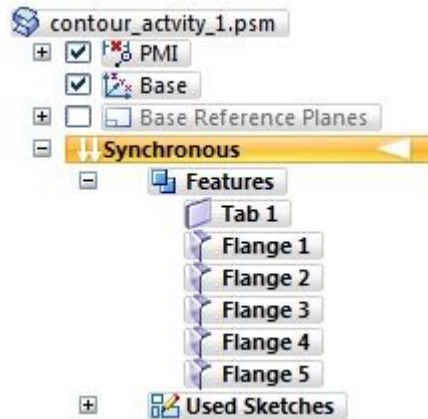 contour_actvity_1.psm
PMI
Base
Base Reference Planes
Synchronous
Features
Tab 1
Flange 1
Flange 2
Flange 3
Flange 4
Flange 5
Used Sketches